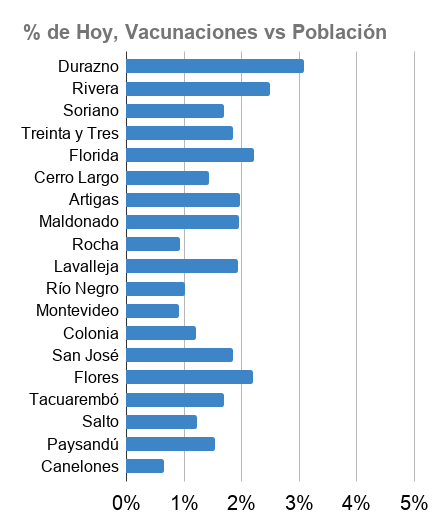 % de Hoy, Vacunaciones vs Población
Durazno
Rivera
Soriano
Treinta y Tres
Florida
Cerro Largo
Artigas
Maldonado
Rocha
Lavalleja
Río Negro
Montevideo
Colonia
San José
Flores
Tacuarembó
Salto
Paysandú
Canelones
0% 1% 2% 3% 4% 5%